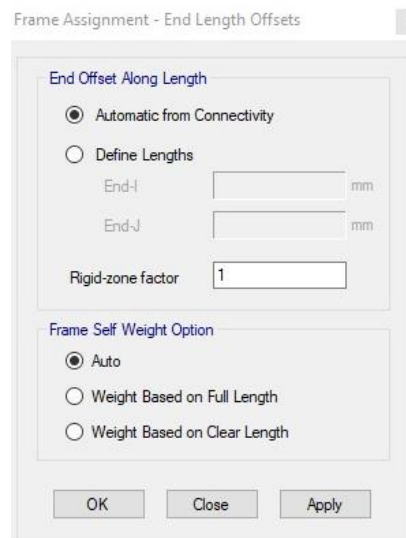 Frame Assignment - End Length Offsets
End Offset Along Length
Automatic from Connectivity
Define Lengths
End-I mm
End-J mm
Rigid-zone factor 1
Frame Self Weight Option
Auto
Weight Based on Full Length
Weight Based on Clear Length
OK Close Apply